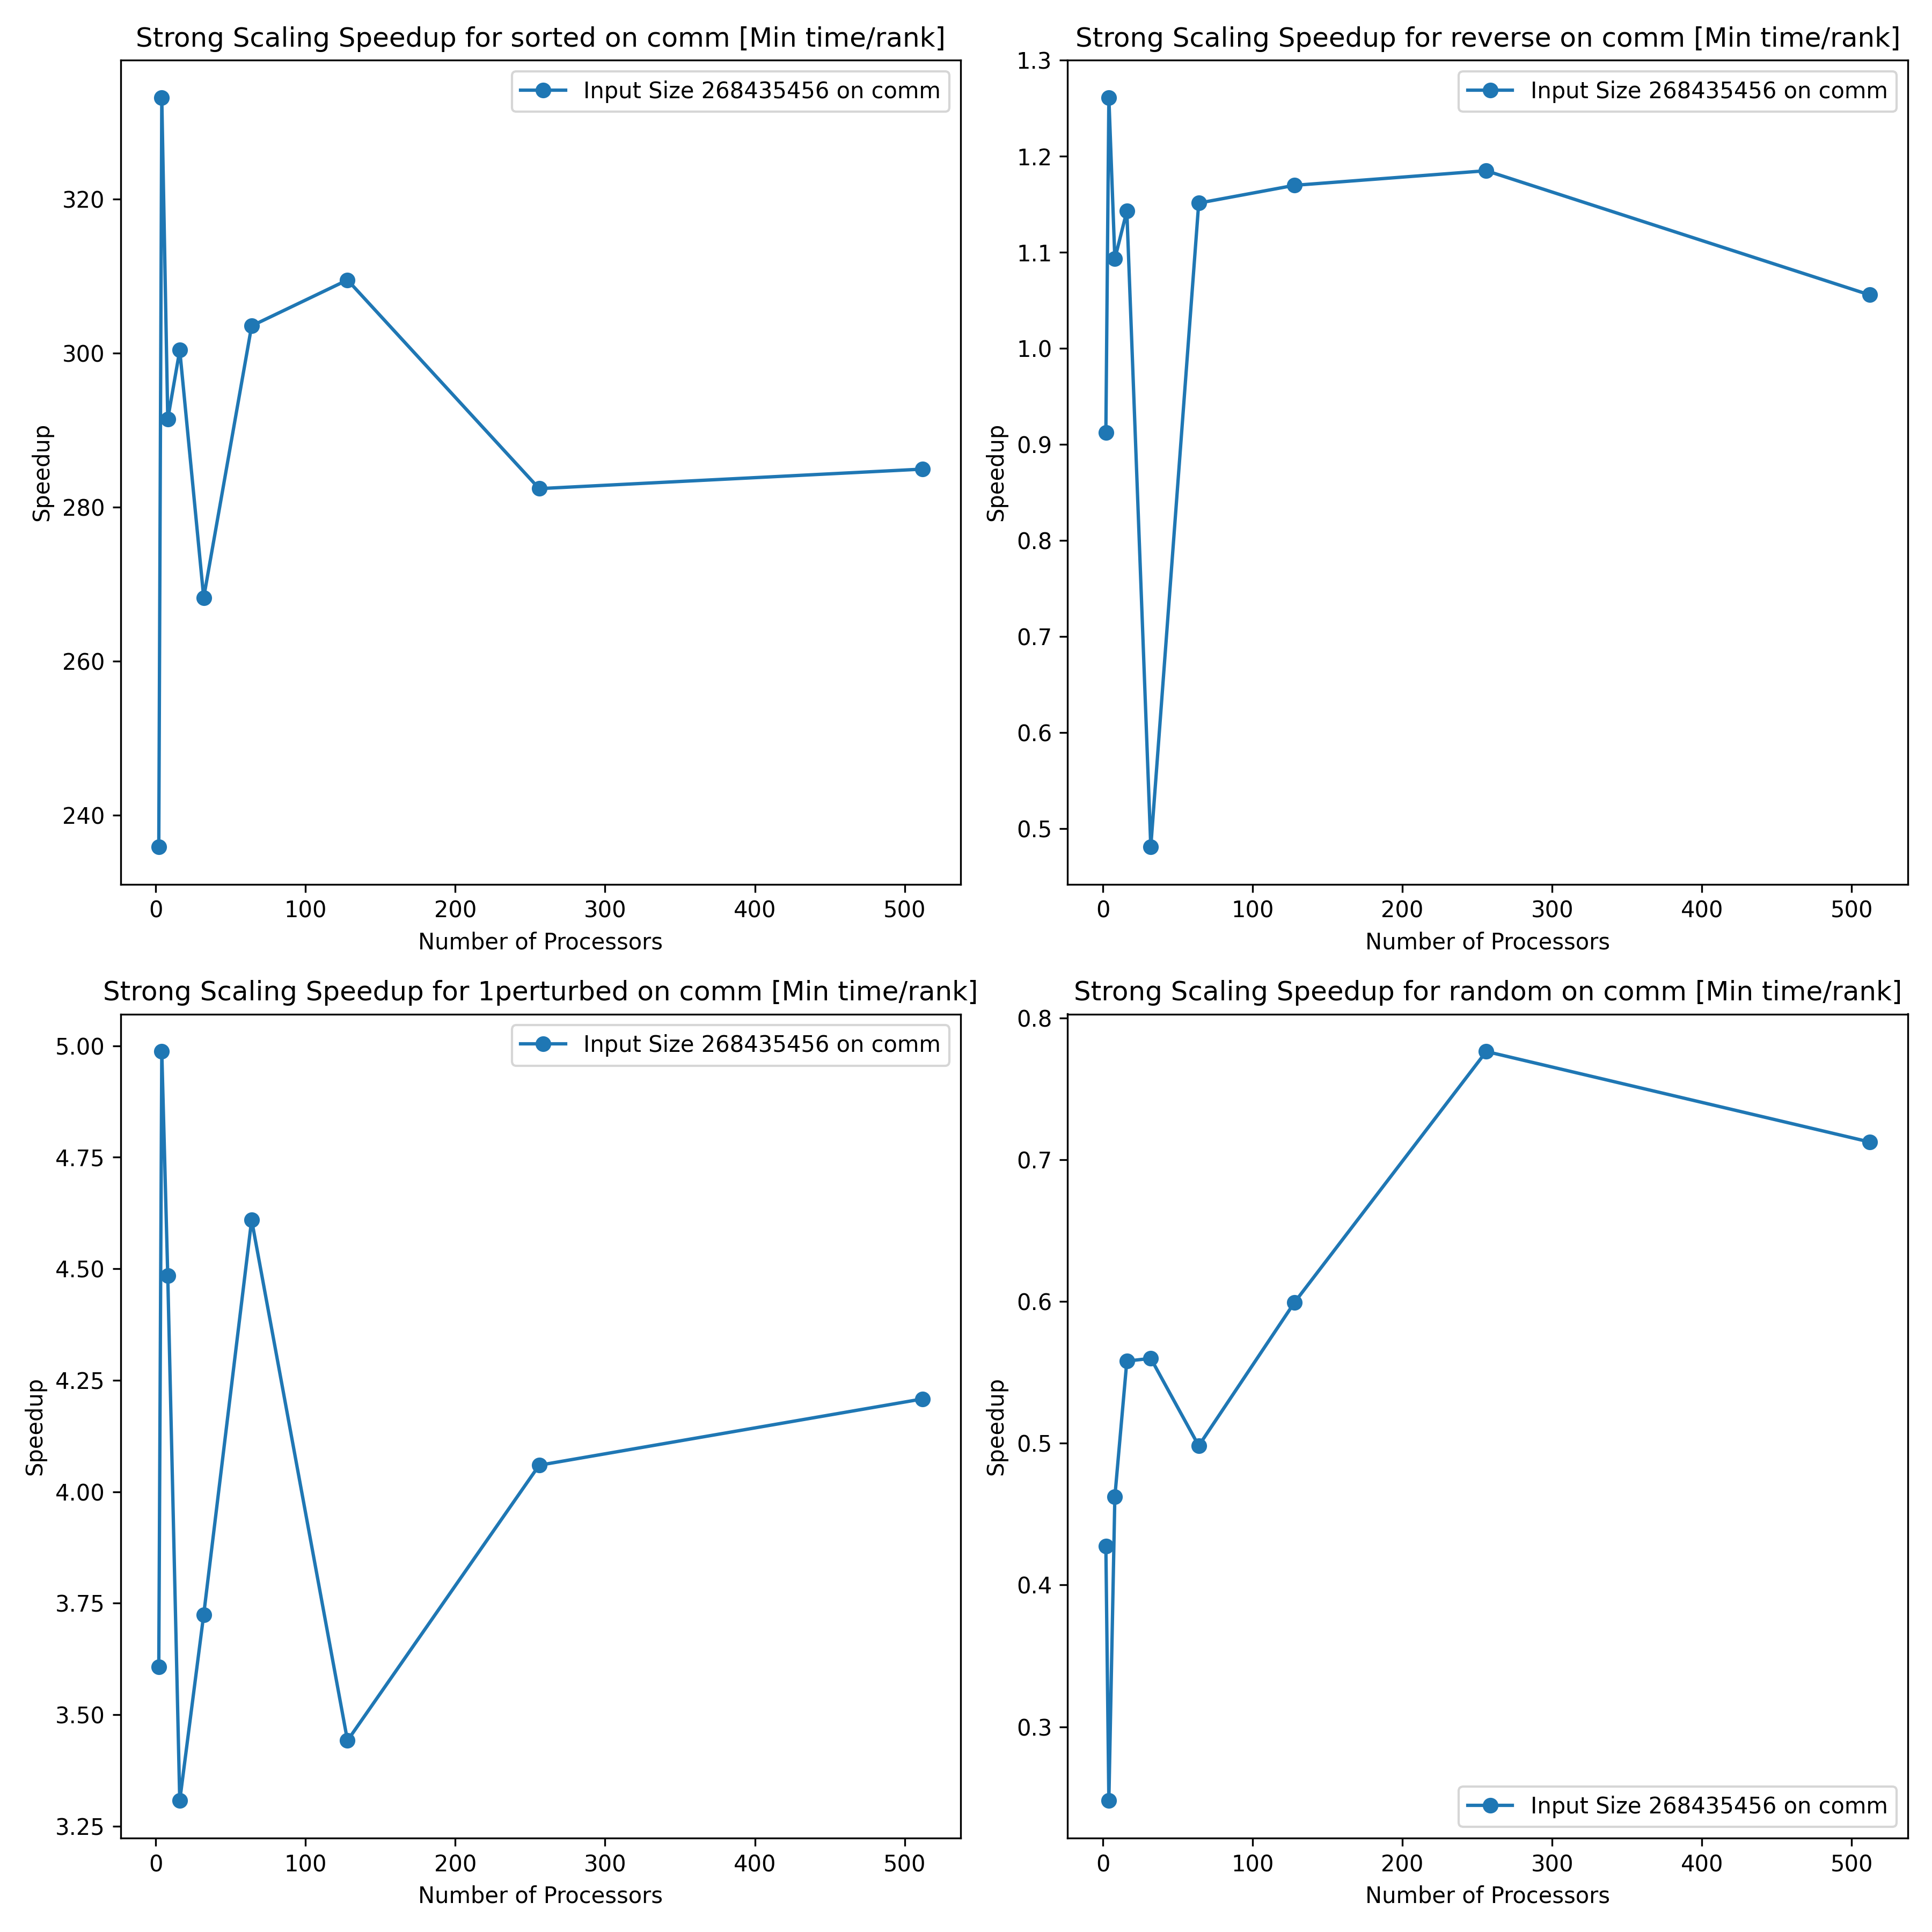 Strong Scaling Speedup for sorted on comm [Min time/rank]
Input Size 268435456 on comm
320
300
280
260
240
Speedup
0 100 200 300 400 500
Number of Processors
Strong Scaling Speedup for reverse on comm [Min time/rank]
Input Size 268435456 on comm
1.3
1.2
1.1
1.0
0.9
0.8
0.7
0.6
0.5
Speedup
0 100 200 300 400 500
Number of Processors
Strong Scaling Speedup for 1perturbed on comm [Min time/rank]
Input Size 268435456 on comm
5.00
4.75
4.50
4.25
4.00
3.75
3.50
3.25
Speedup
0 100 200 300 400 500
Number of Processors
Strong Scaling Speedup for random on comm [Min time/rank]
0.8
0.7
0.6
0.5
0.4
0.3
Speedup
Input Size 268435456 on comm
0 100 200 300 400 500
Number of Processors